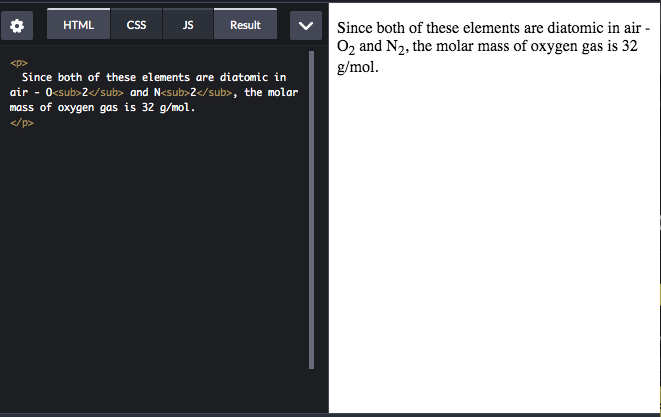 HTML CSS JS Result
<p>
Since both of these elements are diatomic in
air - O<sub>2</sub> and N<sub>2</sub>, the molar
mass of oxygen gas is 32 g/mol.
</p>
Since both of these elements are diatomic in air -
O₂ and N₂, the molar mass of oxygen gas is 32
g/mol.